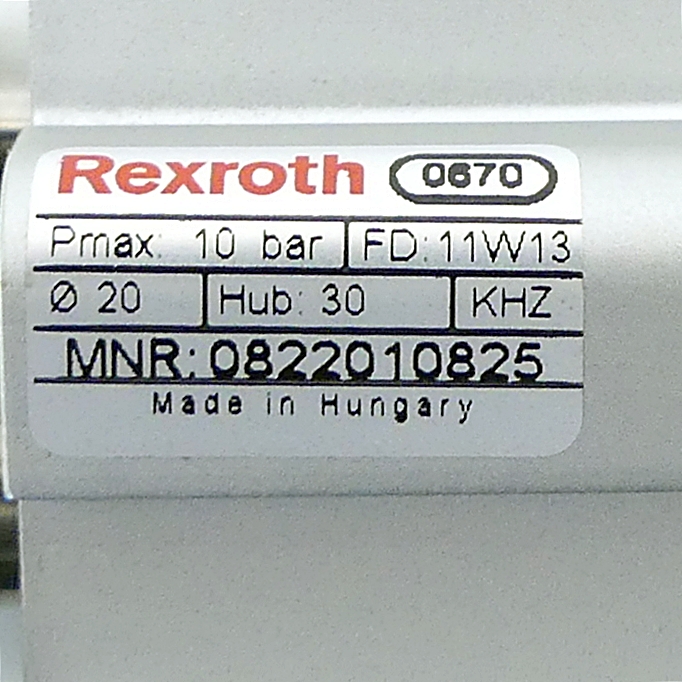 Rexroth 0670
Pmax: 10 bar FD:11W13
Ø 20 Hub: 30 KHZ
MNR:0822010825
Made in Hungary